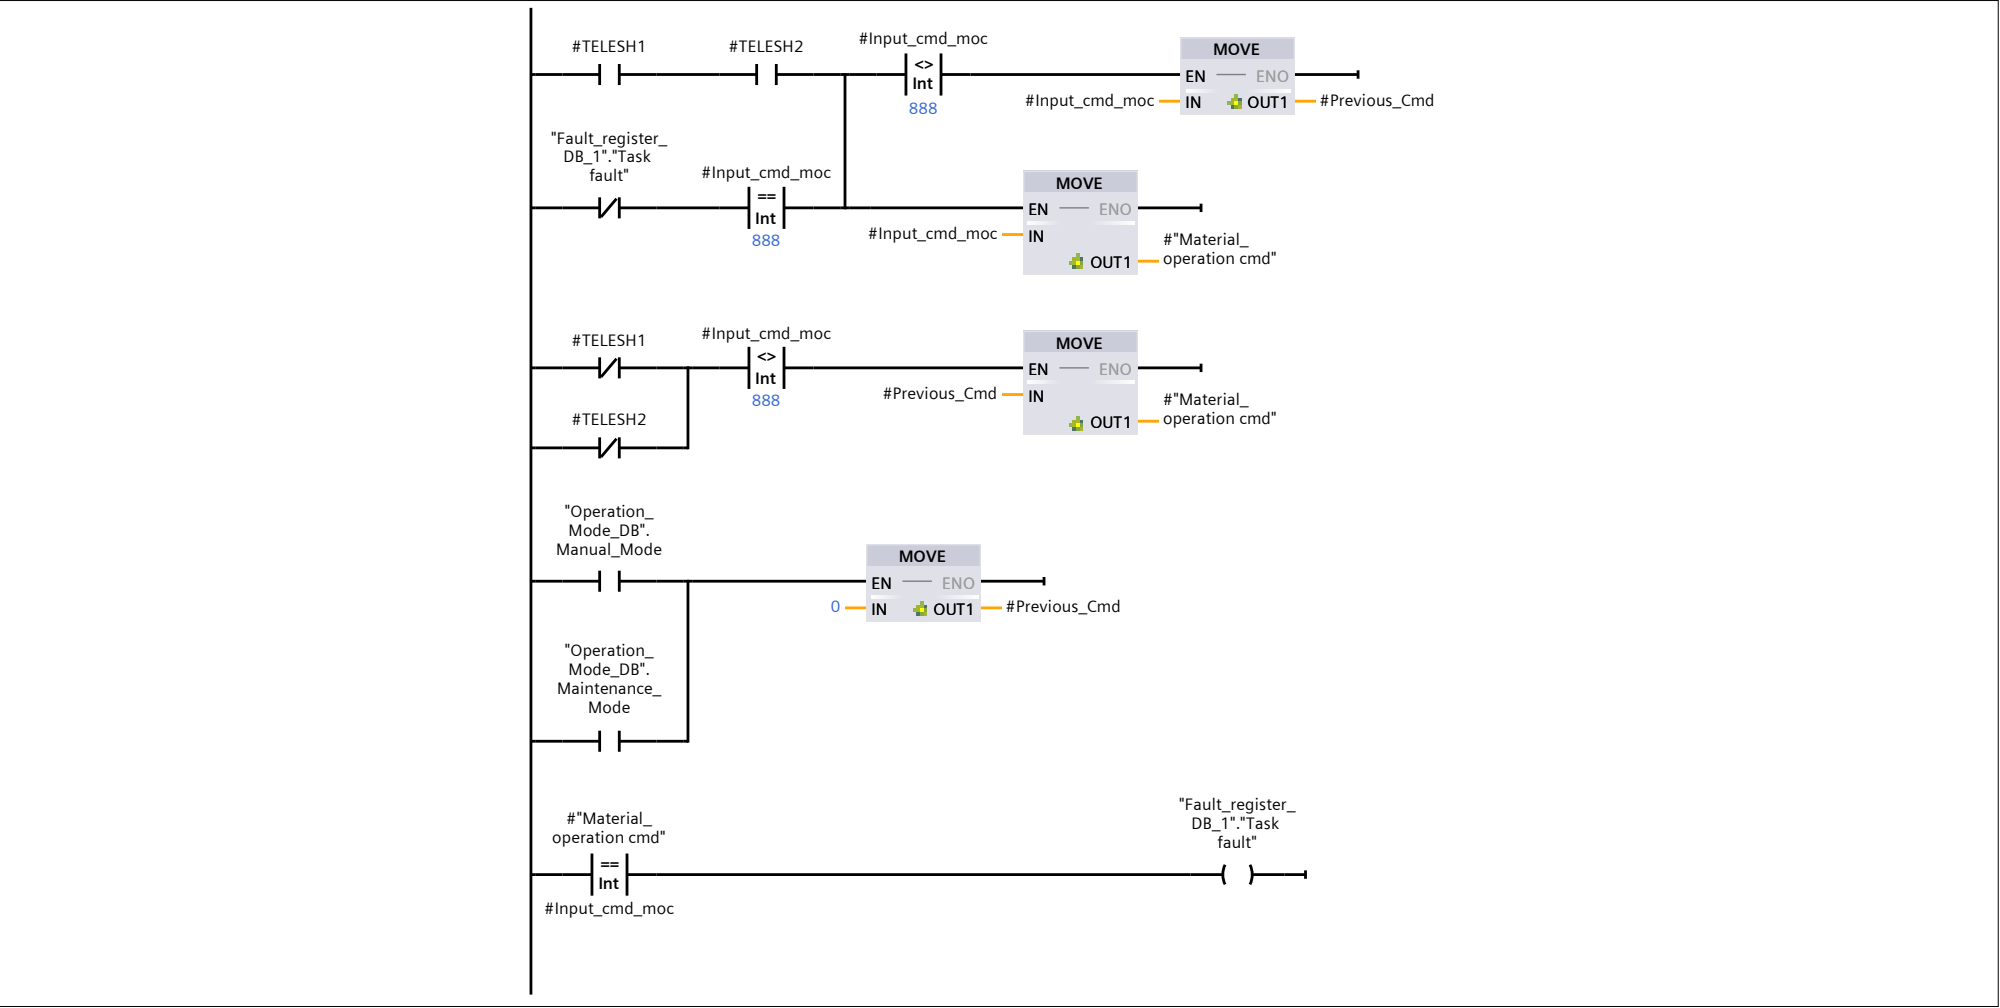 #TELESH1
#TELESH2
#Input_cmd_moc
<>
Int
888
MOVE
EN
ENO
#Input_cmd_moc
IN
OUT1
#Previous_Cmd
"Fault_register_
DB_1"."Task
fault"
#Input_cmd_moc
==
Int
888
MOVE
EN
ENO
#Input_cmd_moc
IN
OUT1
#"Material_
operation cmd"
#TELESH1
#Input_cmd_moc
<>
Int
888
MOVE
EN
ENO
#Previous_Cmd
IN
OUT1
#"Material_
operation cmd"
#TELESH2
"Operation_
Mode_DB".
Manual_Mode
MOVE
EN
ENO
0
IN
OUT1
#Previous_Cmd
"Operation_
Mode_DB".
Maintenance_
Mode
#"Material_
operation cmd"
==
Int
#Input_cmd_moc
"Fault_register_
DB_1"."Task
fault"